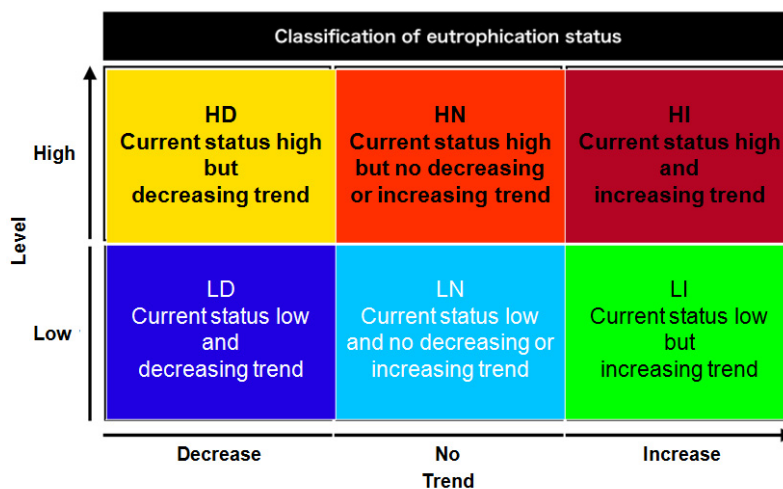 Classification of eutrophication status
High
Level
Low
HD
Current status high
but
decreasing trend
HN
Current status high
but no decreasing
or increasing trend
HI
Current status high
and
increasing trend
LD
Current status low
and
decreasing trend
LN
Current status low
and no decreasing or
increasing trend
LI
Current status low
but
increasing trend
Decrease
No
Increase
Trend